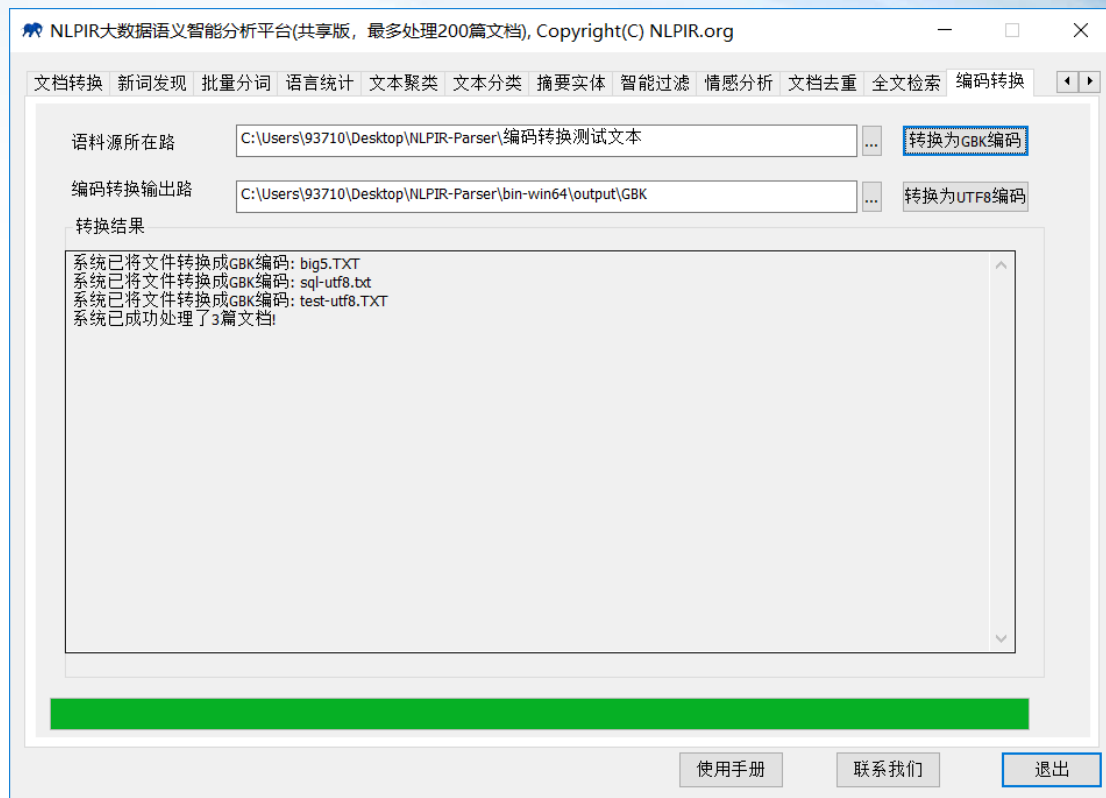 NLPIR大数据语义智能分析平台(共享版，最多处理200篇文档), Copyright(C) NLPIR.org
文档转换 新词发现 批量分词 语言统计 文本聚类 文本分类 摘要实体 智能过滤 情感分析 文档去重 全文检索 编码转换
语料源所在路 C:\Users\93710\Desktop\NLPIR-Parser\编码转换测试文本 ... 转换为GBK编码
编码转换输出路 C:\Users\93710\Desktop\NLPIR-Parser\bin-win64\output\GBK ... 转换为UTF8编码
转换结果
系统已将文件转换成GBK编码: big5.TXT
系统已将文件转换成GBK编码: sql-utf8.txt
系统已将文件转换成GBK编码: test-utf8.TXT
系统已成功处理了3篇文档!
使用手册 联系我们 退出